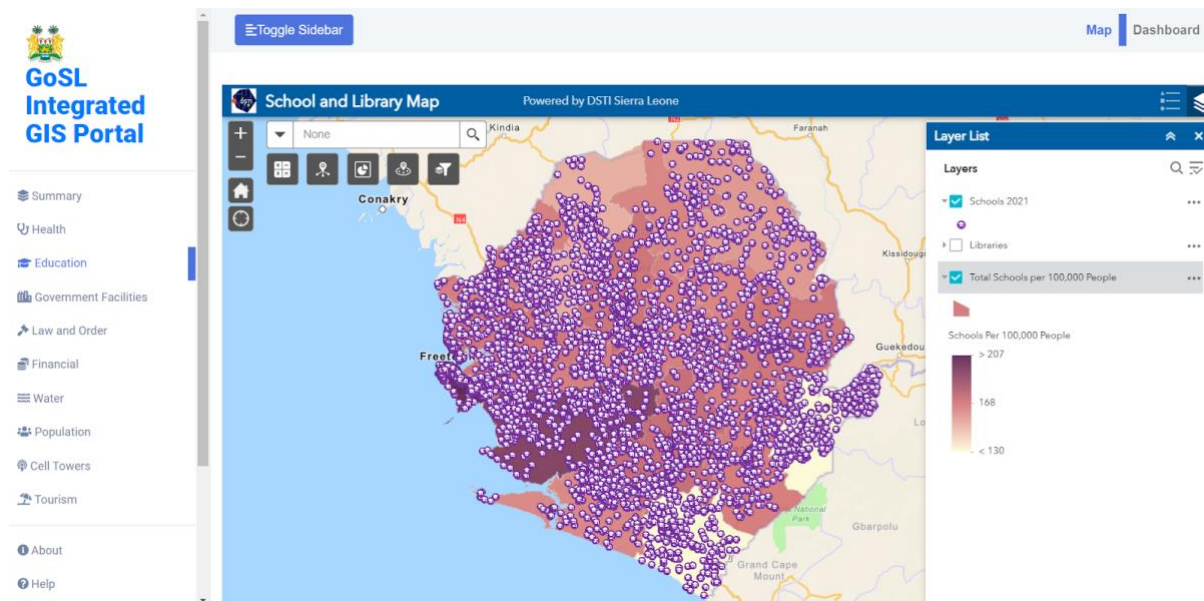 GoSL
Integrated
GIS Portal
Summary
Health
Education
Government Facilities
Law and Order
Financial
Water
Population
Cell Towers
Tourism
About
Help
Toggle Sidebar
Map
Dashboard
School and Library Map
Powered by DSTI Sierra Leone
None
Kindia
Faranah
Conakry
N4
Kissidoug
Guekedou
National
Park
Gbarpolu
Grand Cape
Mount
Layer List
Layers
Schools 2021
Libraries
Total Schools per 100,000 People
Schools Per 100,000 People
> 207
168
< 130